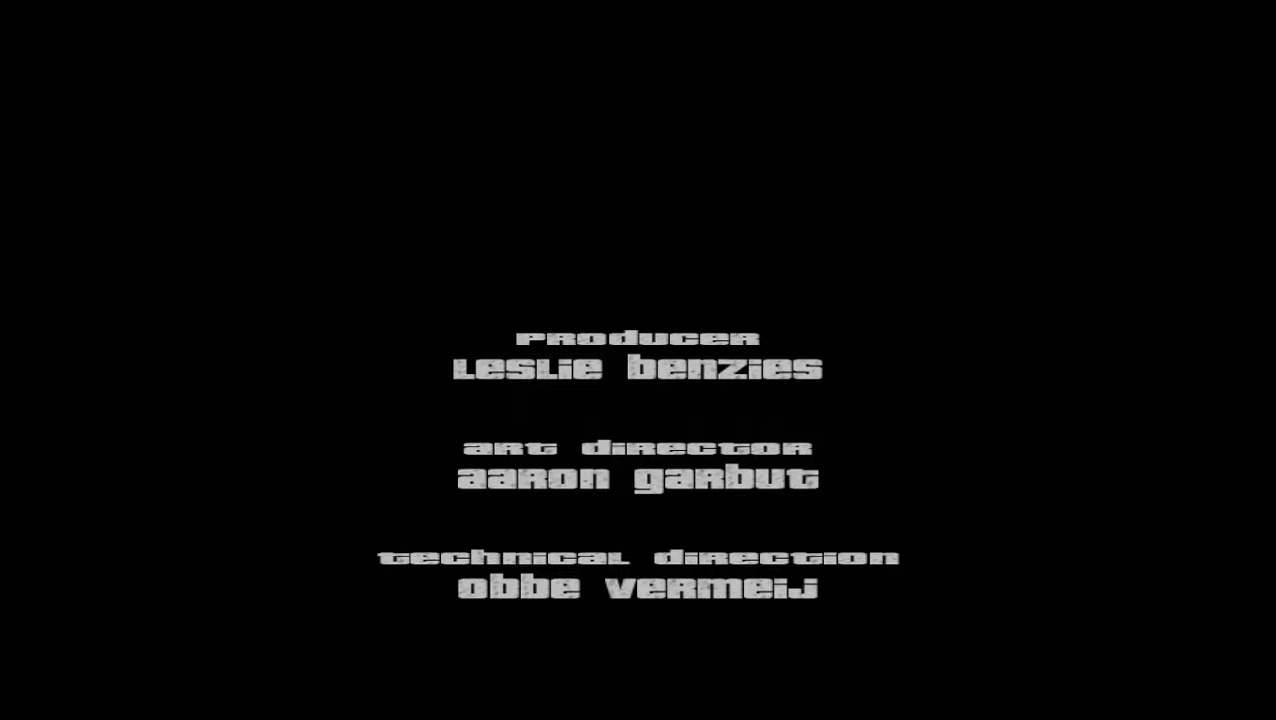 PRODUCER
LESLIE BENZIES
ART DIRECTOR
AARON GARBUT
TECHNICAL DIRECTION
OBBE VERMEIJ